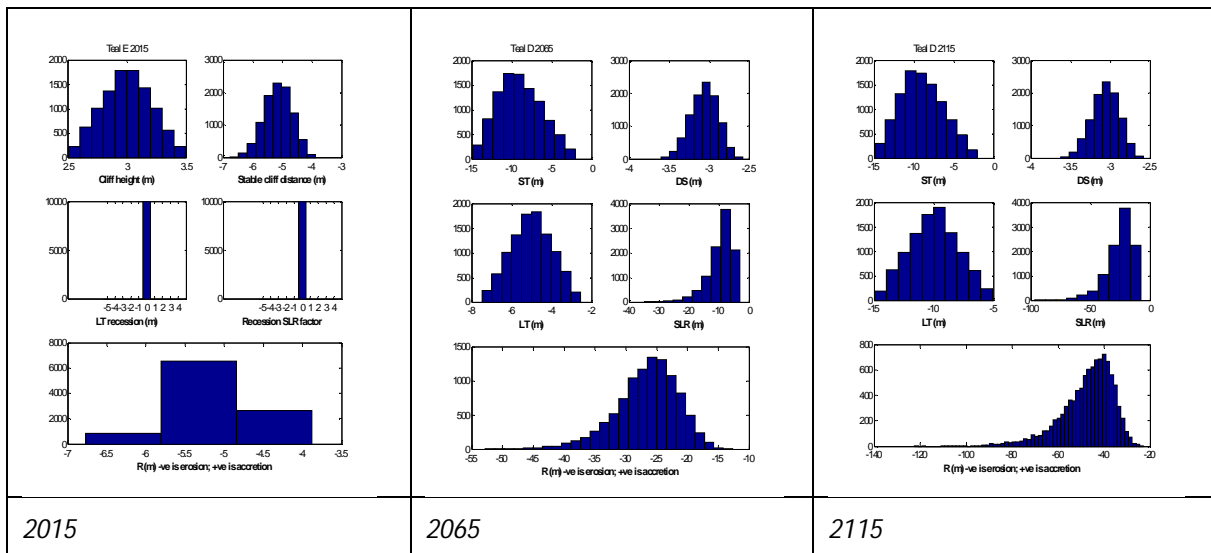 Teal E 2015
2000
1500
1000
500
0
2.5 3 3.5
Cliff height (m)
3000
2000
1000
0
-7 -6 -5 -4 -3
Stable cliff distance (m)
10000
5000
0
-5-4-3-2-1 0 1 2 3 4
LT recession (m)
10000
5000
0
-5-4-3-2-1 0 1 2 3 4
Recession SLR factor
8000
6000
4000
2000
0
-7 -6.5 -6 -5.5 -5 -4.5 -4 -3.5
R (m) -ve is erosion; +ve is accretion
2015
Teal D 2065
2000
1500
1000
500
0
-15 -10 -5 0
ST (m)
3000
2000
1000
0
-4 -3.5 -3 -2.5
DS (m)
2000
1500
1000
500
0
-8 -6 -4 -2
LT (m)
4000
3000
2000
1000
0
-40 -30 -20 -10 0
SLR (m)
1500
1000
500
0
-55 -50 -45 -40 -35 -30 -25 -20 -15 -10
R (m) -ve is erosion; +ve is accretion
2065
Teal D 2115
2000
1500
1000
500
0
-15 -10 -5 0
ST (m)
3000
2000
1000
0
-4 -3.5 -3 -2.5
DS (m)
2000
1500
1000
500
0
-15 -10 -5
LT (m)
4000
3000
2000
1000
0
-100 -50 0
SLR (m)
800
600
400
200
0
-140 -120 -100 -80 -60 -40 -20
R (m) -ve is erosion; +ve is accretion
2115